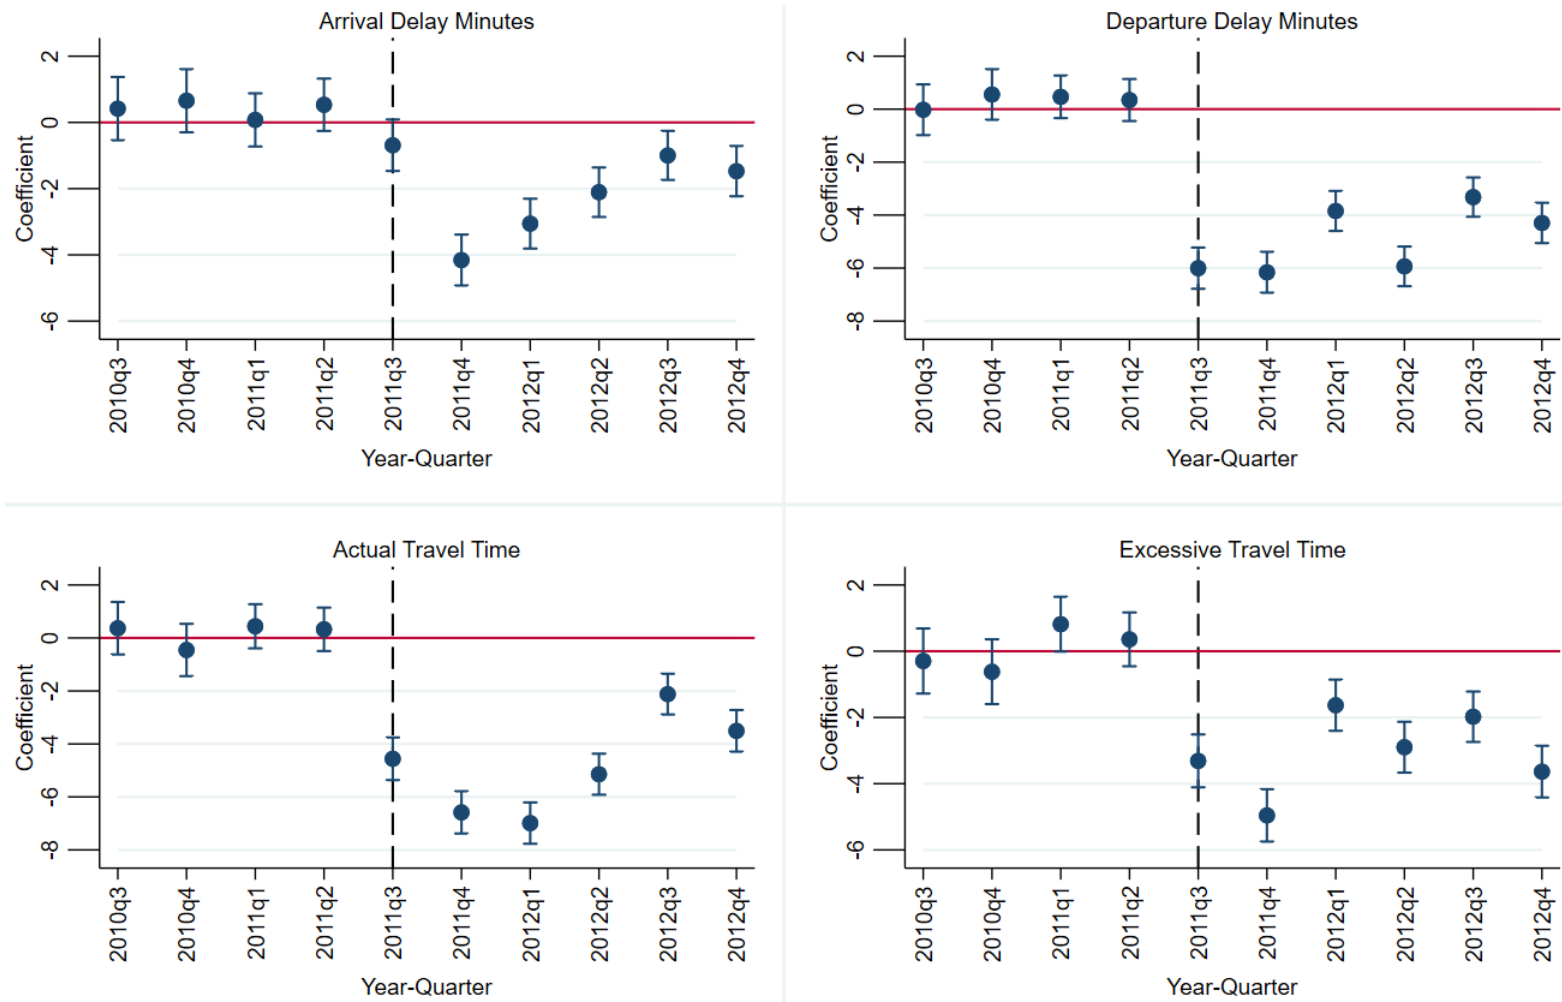 Arrival Delay Minutes
2
0
-2
-4
-6
Coefficient
2010q3
2010q4
2011q1
2011q2
2011q3
2011q4
2012q1
2012q2
2012q3
2012q4
Year-Quarter
Departure Delay Minutes
2
0
-2
-4
-6
-8
Coefficient
2010q3
2010q4
2011q1
2011q2
2011q3
2011q4
2012q1
2012q2
2012q3
2012q4
Year-Quarter
Actual Travel Time
2
0
-2
-4
-6
-8
Coefficient
2010q3
2010q4
2011q1
2011q2
2011q3
2011q4
2012q1
2012q2
2012q3
2012q4
Year-Quarter
Excessive Travel Time
2
0
-2
-4
-6
Coefficient
2010q3
2010q4
2011q1
2011q2
2011q3
2011q4
2012q1
2012q2
2012q3
2012q4
Year-Quarter